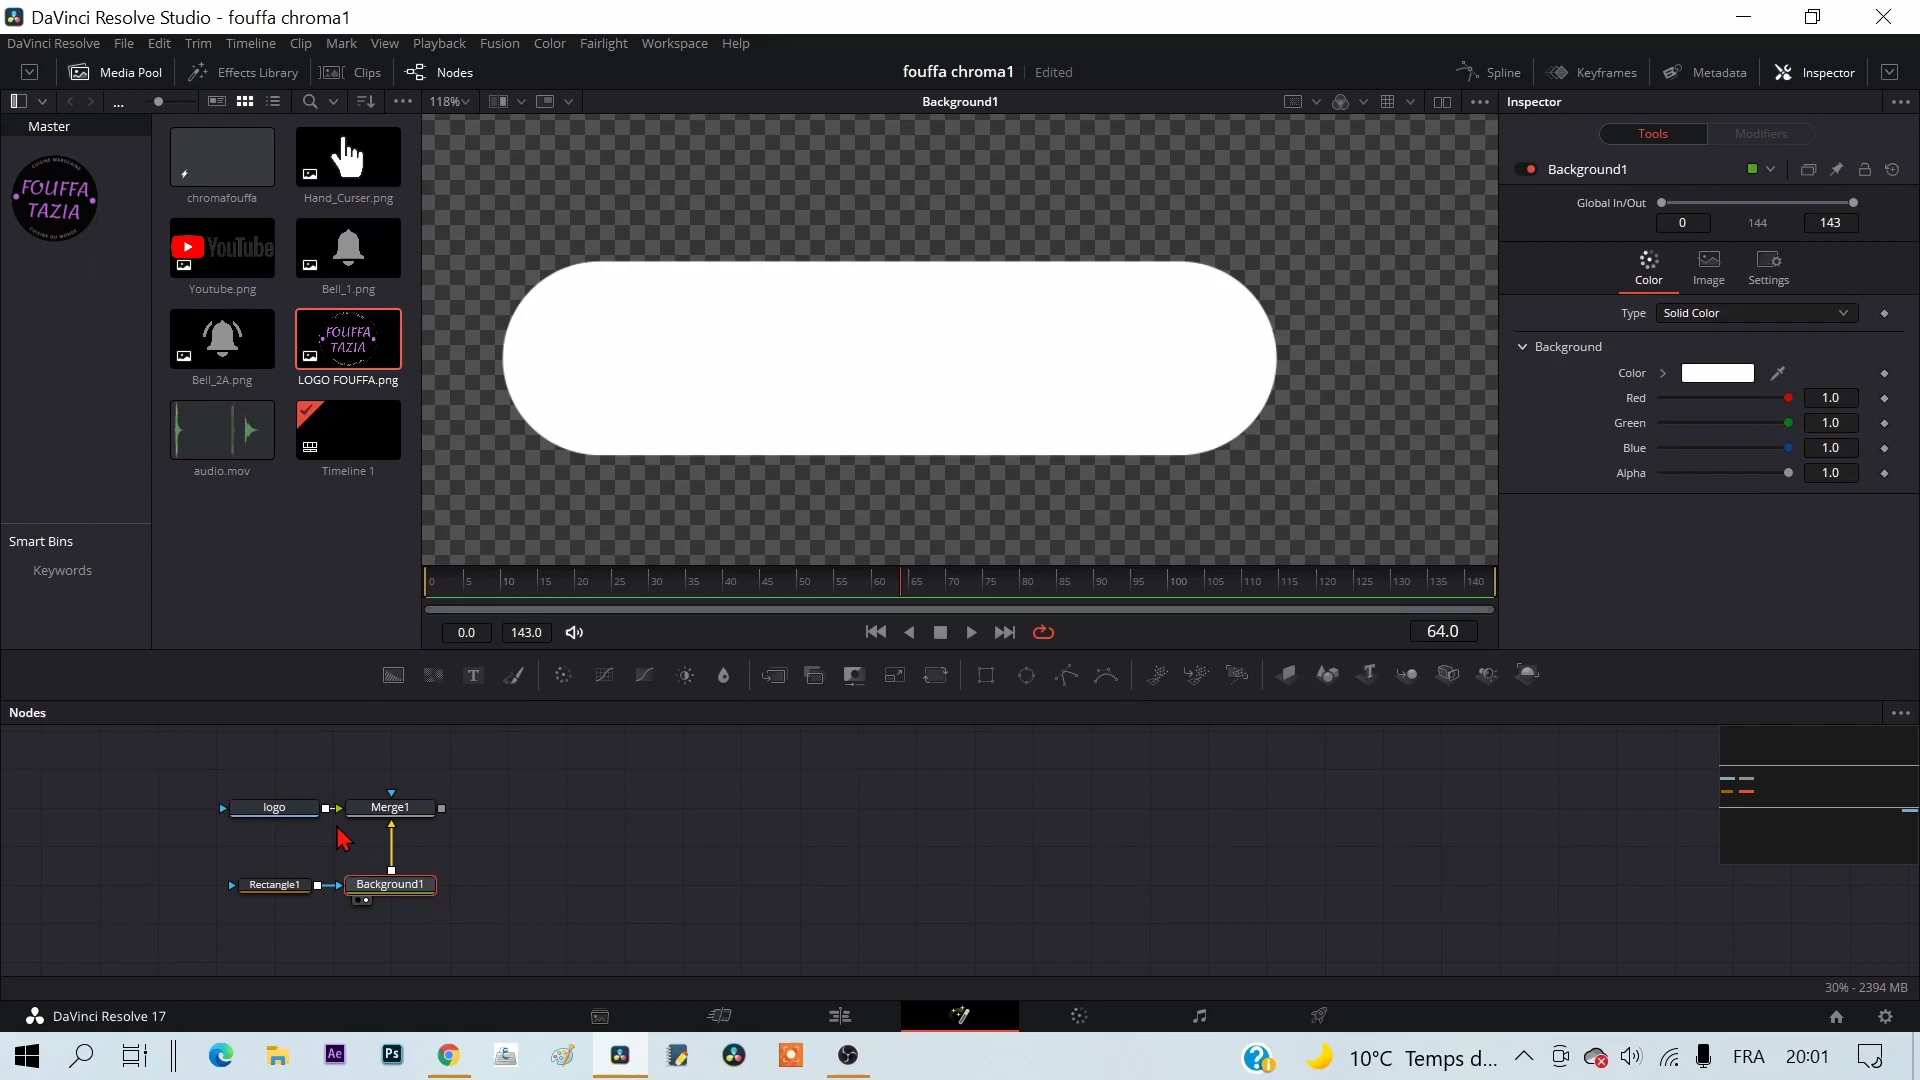 DaVinci Resolve Studio - fouffa chroma1
DaVinci Resolve File Edit Trim Timeline Clip Mark View Playback Fusion Color Fairlight Workspace Help
Media Pool Effects Library Clips Nodes fouffa chroma1 Edited Spline Keyframes Metadata Inspector
... 118% Background1 Inspector
Master
CUISINE MAROCAINE
FOUFFA
TAZIA
CUISINE DU MONDE
Smart Bins
Keywords
chromafouffa Hand_Curser.png
YouTube
Youtube.png Bell_1.png
FOUFFA
TAZIA
Bell_2A.png LOGO FOUFFA.png
audio.mov Timeline 1
0 5 10 15 20 25 30 35 40 45 50 55 60 65 70 75 80 85 90 95 100 105 110 115 120 125 130 135 140
0.0 143.0 64.0
Tools Modifiers
Background1
Global In/Out
0 144 143
Color Image Settings
Type Solid Color
Background
Color
Red 1.0
Green 1.0
Blue 1.0
Alpha 1.0
T T
Nodes
logo Merge1
Rectangle1 Background1
30% - 2394 MB
DaVinci Resolve 17
Ae Ps 10°C Temps d... FRA 20:01